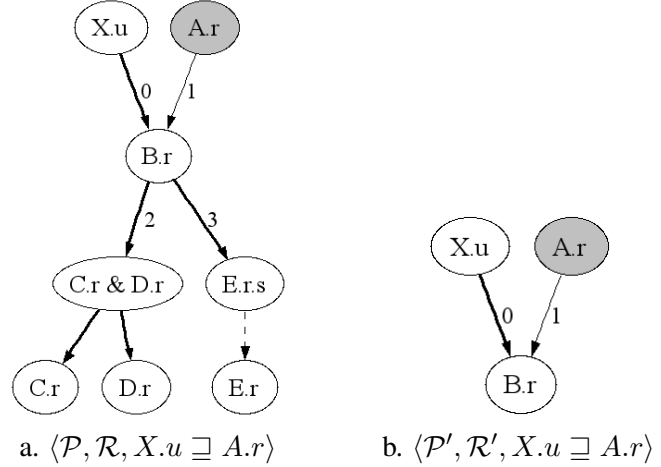 X.u
A.r
0
1
B.r
2
3
C.r & D.r
E.r.s
C.r
D.r
E.r
a. ⟨𝒫, ℛ, X.u ⊒ A.r⟩
X.u
A.r
0
1
B.r
b. ⟨𝒫′, ℛ′, X.u ⊒ A.r⟩